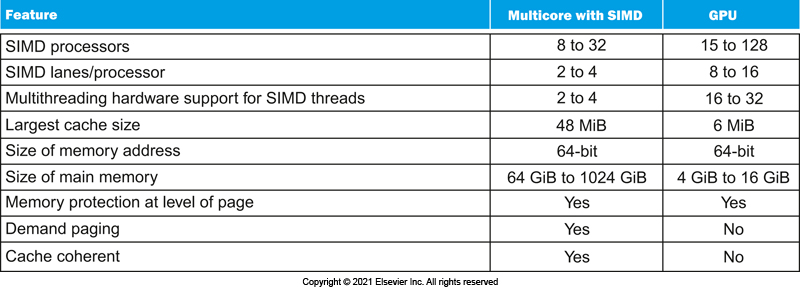 Feature Multicore with SIMD GPU
SIMD processors 8 to 32 15 to 128
SIMD lanes/processor 2 to 4 8 to 16
Multithreading hardware support for SIMD threads 2 to 4 16 to 32
Largest cache size 48 MiB 6 MiB
Size of memory address 64-bit 64-bit
Size of main memory 64 GiB to 1024 GiB 4 GiB to 16 GiB
Memory protection at level of page Yes Yes
Demand paging Yes No
Cache coherent Yes No
Copyright © 2021 Elsevier Inc. All rights reserved